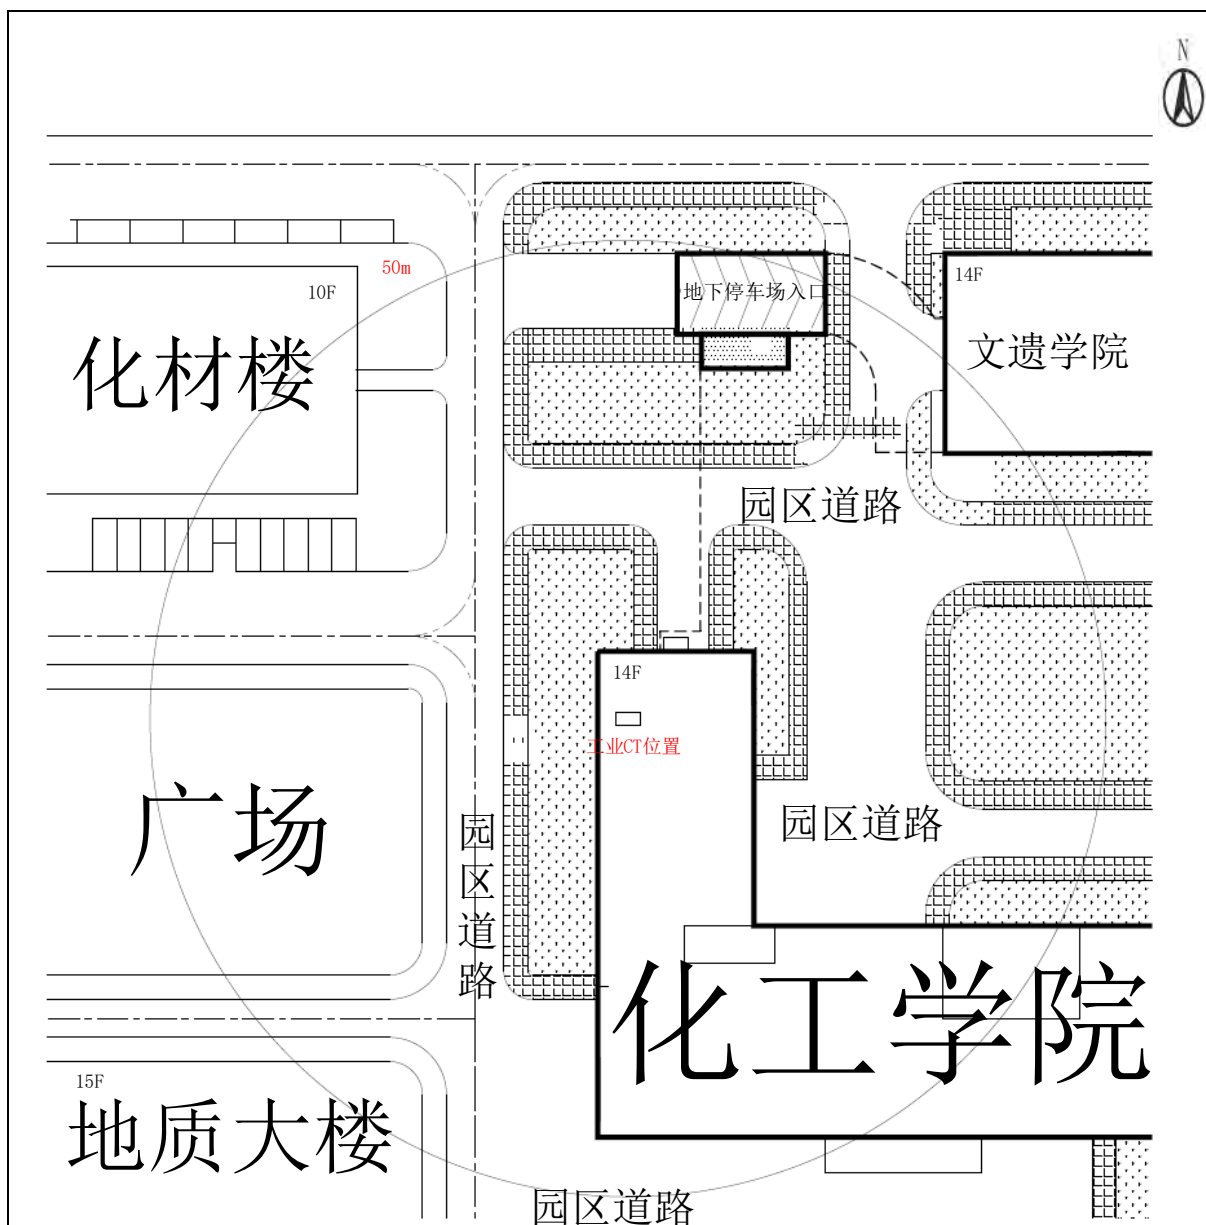 N
50m
10F
化材楼
地下停车场入口
14F
文遗学院
园区道路
14F
工业CT位置
广场
园区道路
园区道路
化工学院
15F
地质大楼
园区道路